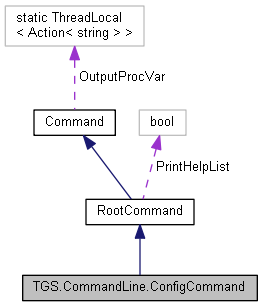 static ThreadLocal
< Action< string > >
OutputProcVar
Command
bool
PrintHelpList
RootCommand
TGS.CommandLine.ConfigCommand